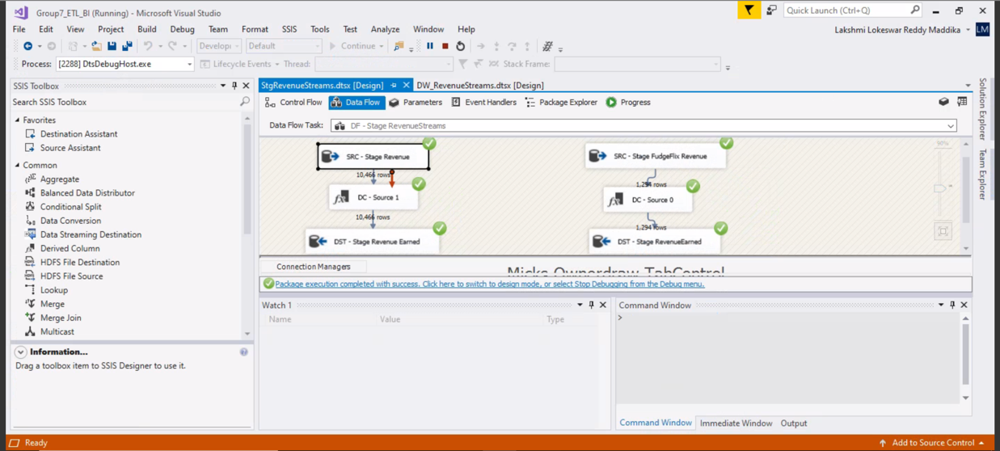 Group7_ETL_BI (Running) - Microsoft Visual Studio
Quick Launch (Ctrl+Q)
File Edit View Project Build Debug Team Format SSIS Tools Test Analyze Window Help
Lakshmi Lokeswar Reddy Maddika LM
Develop Default Continue
Process: [2288] DtsDebugHost.exe Lifecycle Events Thread: Stack Frame:
SSIS Toolbox
StgRevenueStreams.dtsx [Design] DW_RevenueStreams.dtsx [Design]
Search SSIS Toolbox
Control Flow Data Flow Parameters Event Handlers Package Explorer Progress
Favorites
Destination Assistant
Source Assistant
Common
Aggregate
Balanced Data Distributor
Conditional Split
Data Conversion
Data Streaming Destination
Derived Column
HDFS File Destination
HDFS File Source
Lookup
Merge
Merge Join
Multicast
Data Flow Task: DF - Stage RevenueStreams
90%
SRC - Stage Revenue
10,466 rows
DC - Source 1
10,466 rows
DST - Stage Revenue Earned
SRC - Stage FudgeFlix Revenue
1,294 rows
DC - Source 0
1,294 rows
DST - Stage RevenueEarned
Solution Explorer
Team Explorer
Connection Managers
Micks Ownerdraw TabControl
Package execution completed with success. Click here to switch to design mode, or select Stop Debugging from the Debug menu.
Information...
Drag a toolbox item to SSIS Designer to use it.
Watch 1
Name Value Type
Command Window
>
Command Window Immediate Window Output
Ready
Add to Source Control